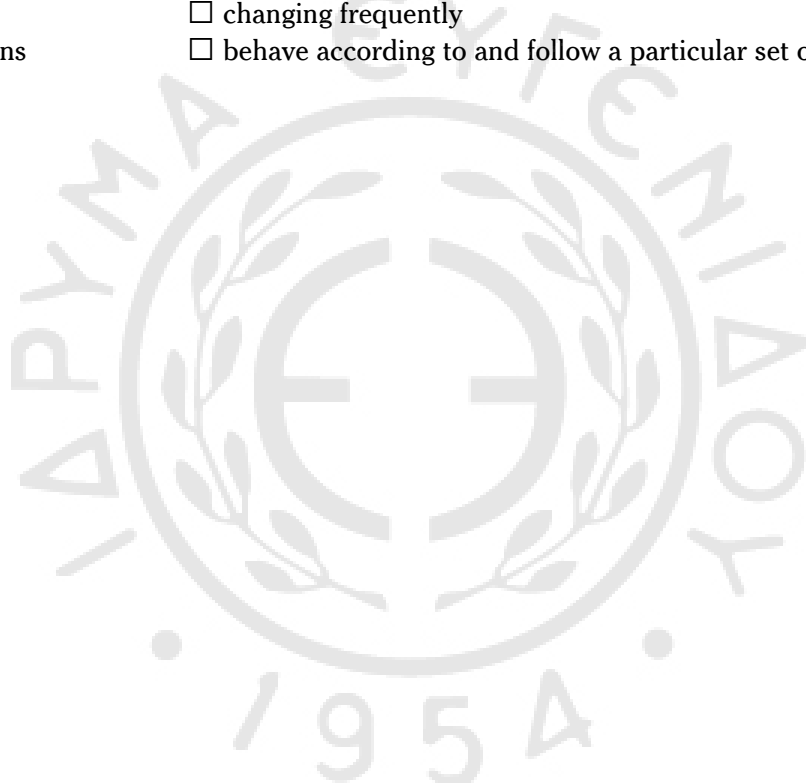 ☐ changing frequently
ns ☐ behave according to and follow a particular set o
ΙΔΡΥΜΑ ΕΥΓΕΝΙΔΟΥ
• 1954 •